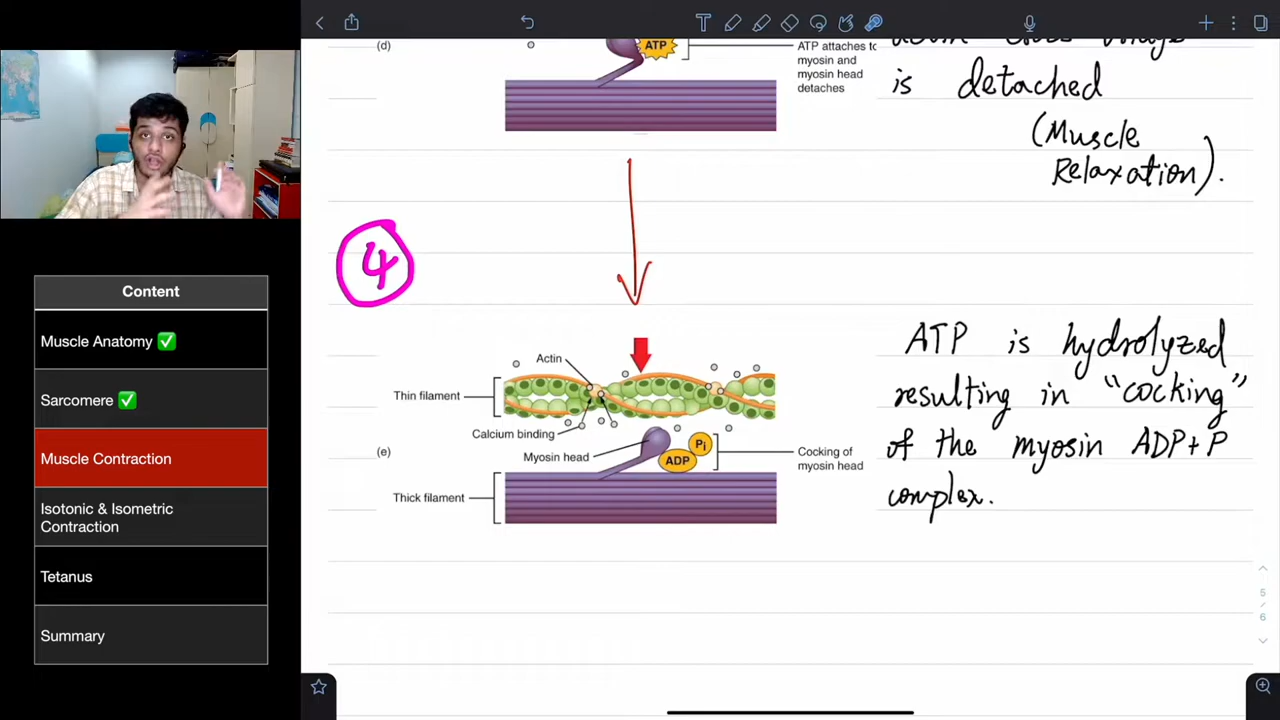 Content
Muscle Anatomy
Sarcomere
Muscle Contraction
Isotonic & Isometric
Contraction
Tetanus
Summary
(d)
ATP
ATP attaches to
myosin and
myosin head
detaches
is detached
(Muscle
Relaxation).
4
Actin
Thin filament
Calcium binding
Myosin head
(e)
Thick filament
ADP
Pi
Cocking of
myosin head
ATP is hydrolyzed
resulting in "cocking"
of the myosin ADP+P
complex.
5
/
6